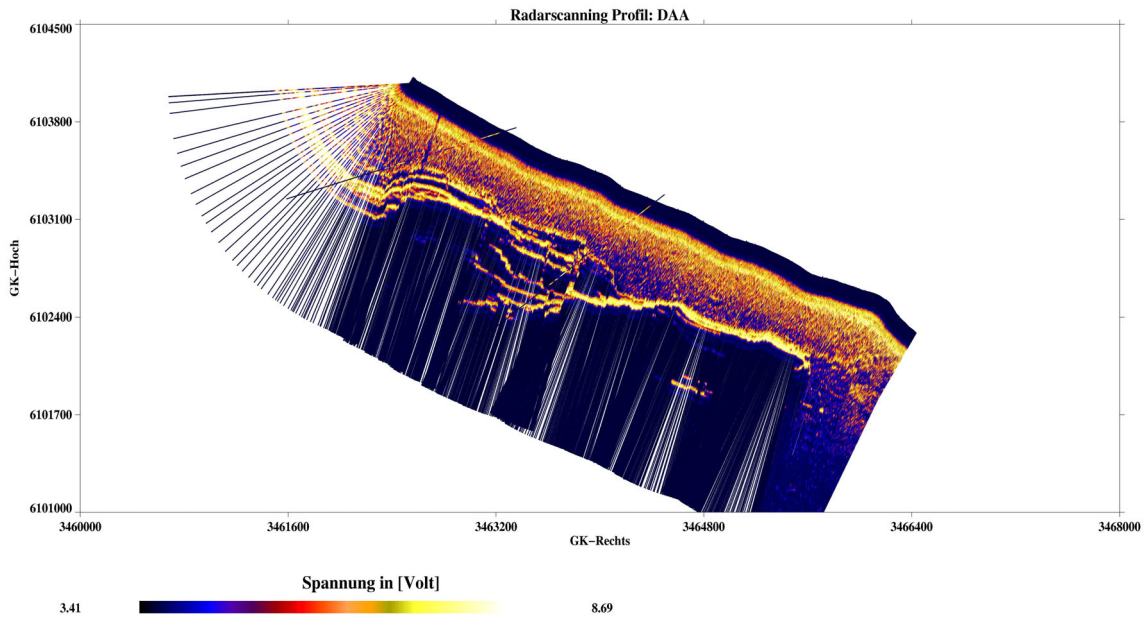 Radarscanning Profil: DAA
6104500
6103800
6103100
6102400
6101700
6101000
GK-Hoch
3460000 3461600 3463200 3464800 3466400 3468000
GK-Rechts
Spannung in [Volt]
3.41 8.69